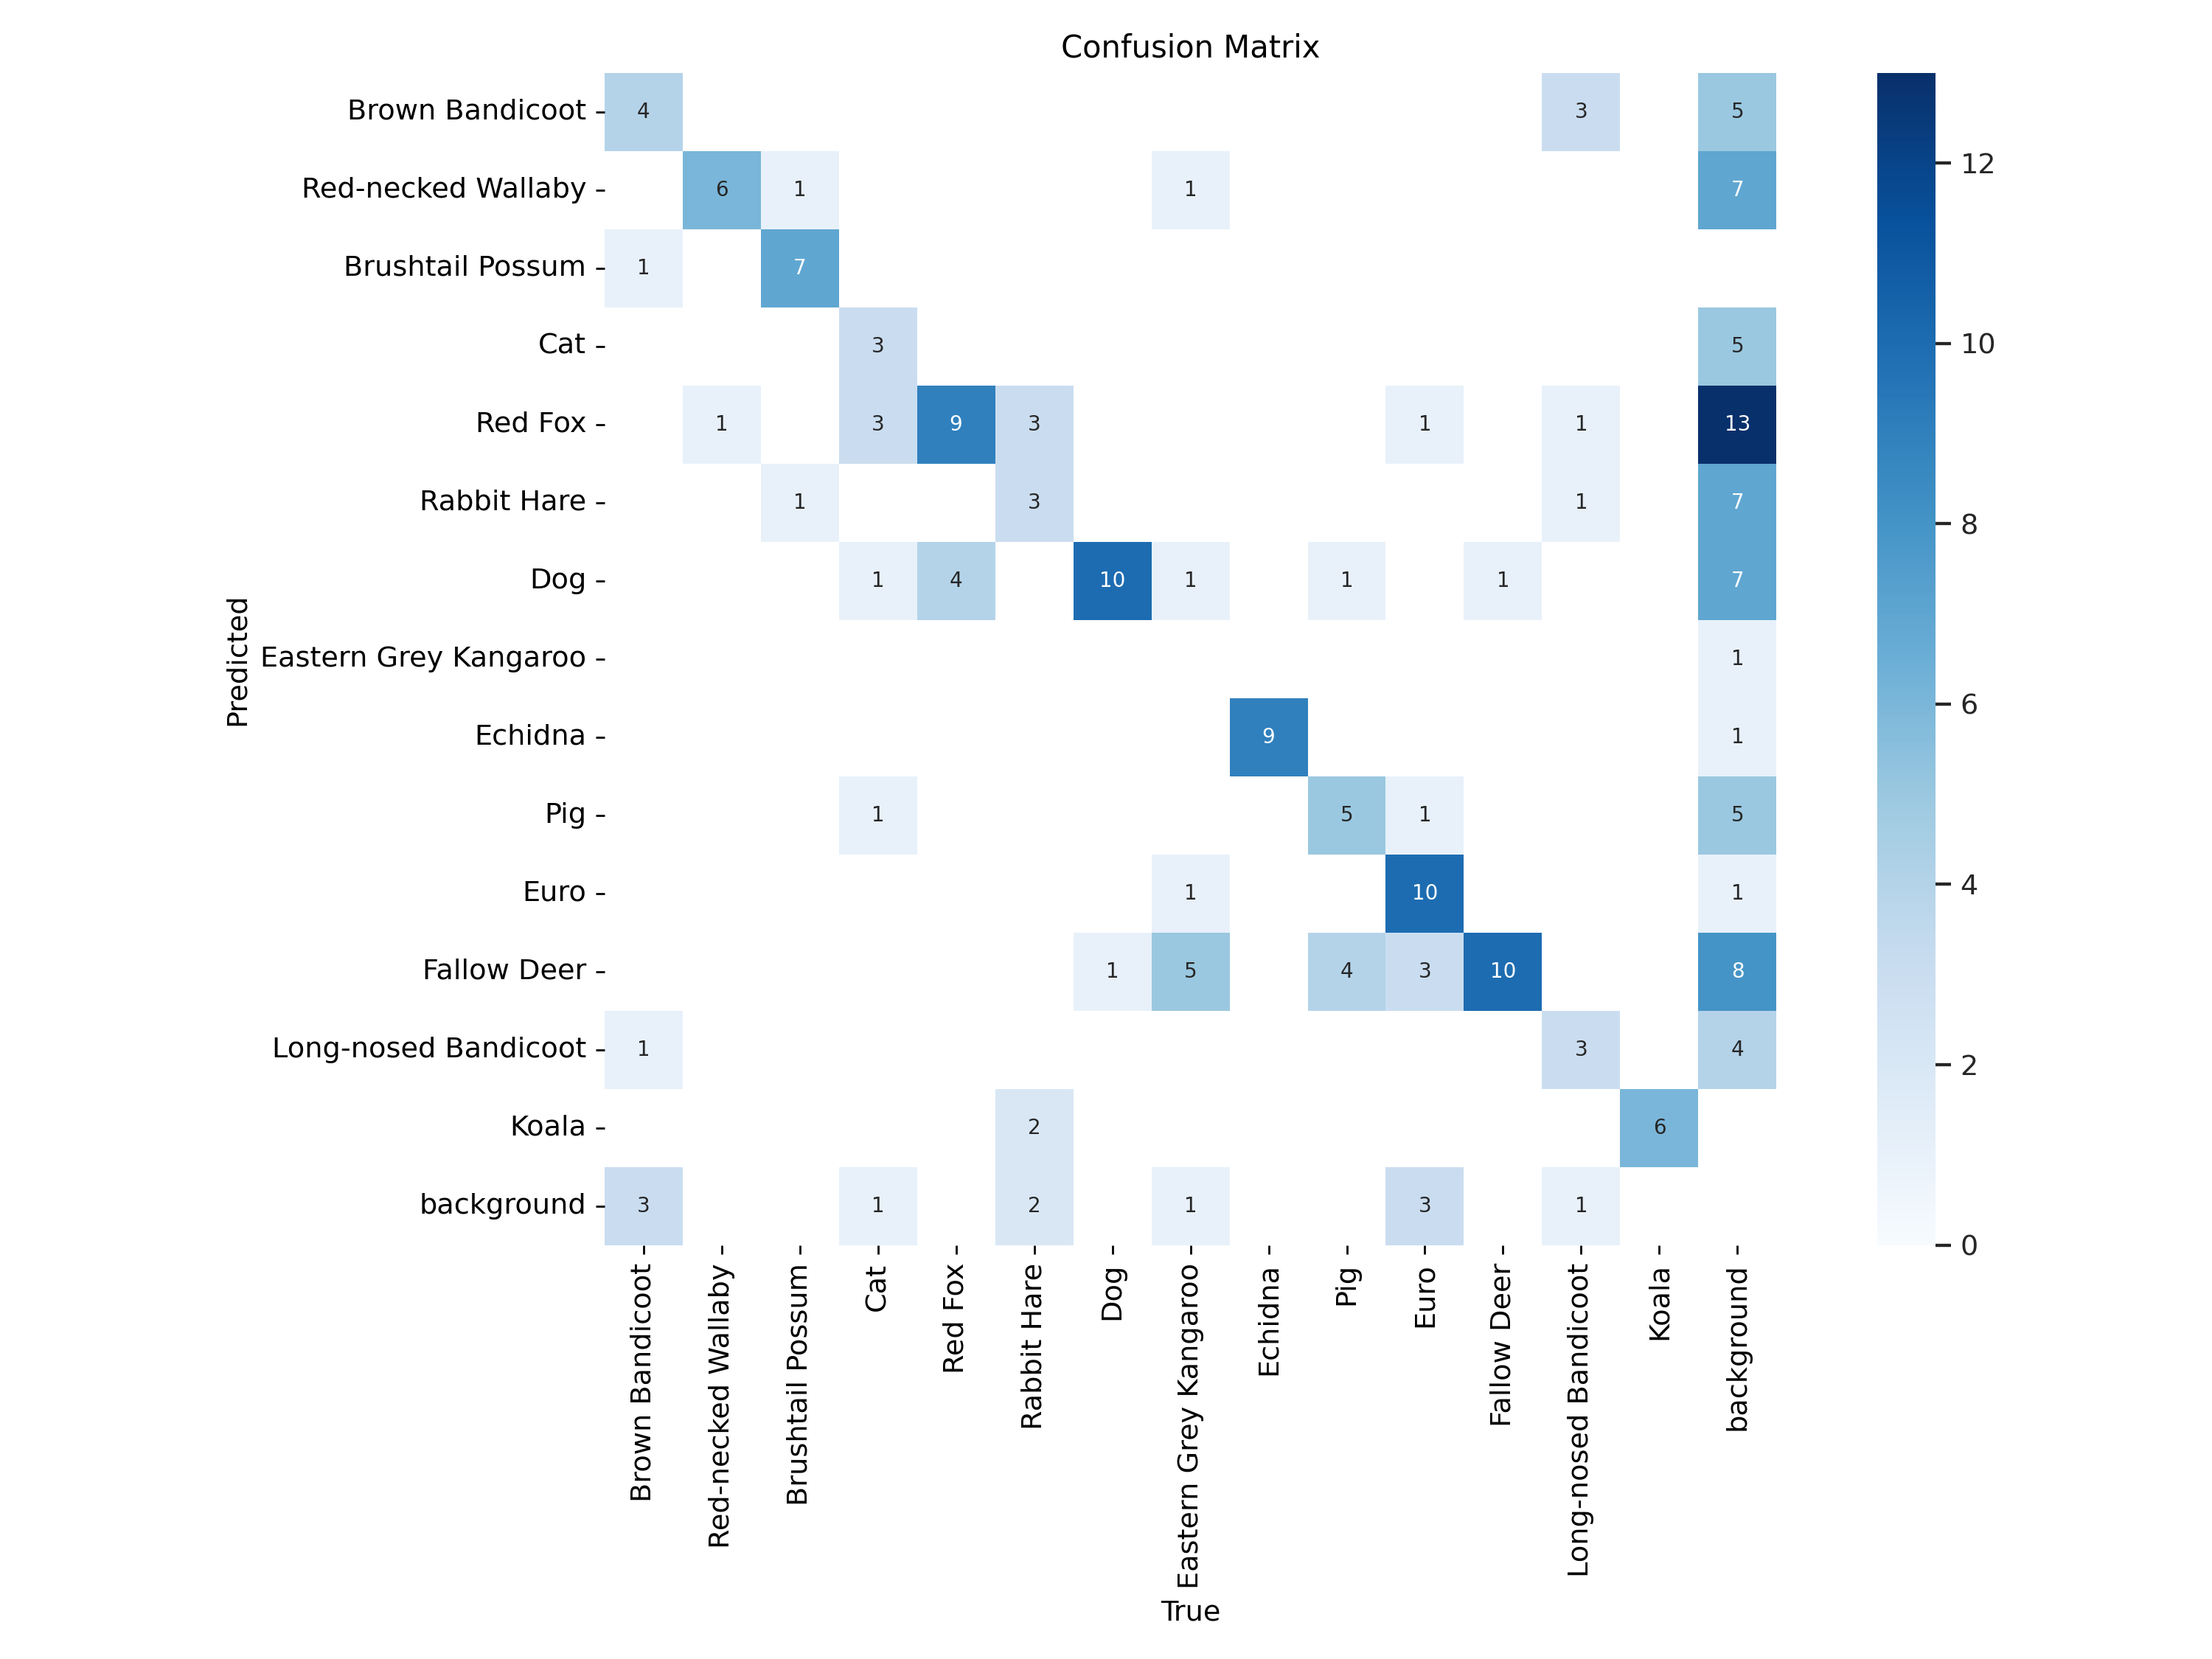 Confusion Matrix
Brown Bandicoot 4 3 5
Red-necked Wallaby 6 1 1 7
Brushtail Possum 1 7
Cat 3 5
Red Fox 1 3 9 3 1 1 13
Rabbit Hare 1 3 1 7
Dog 1 4 10 1 1 1 7
Eastern Grey Kangaroo 1
Echidna 9 1
Pig 1 5 1 5
Euro 1 10 1
Fallow Deer 1 5 4 3 10 8
Long-nosed Bandicoot 1 3 4
Koala 2 6
background 3 1 2 1 3 1
Predicted
Brown Bandicoot
Red-necked Wallaby
Brushtail Possum
Cat
Red Fox
Rabbit Hare
Dog
Eastern Grey Kangaroo
Echidna
Pig
Euro
Fallow Deer
Long-nosed Bandicoot
Koala
background
True
12
10
8
6
4
2
0